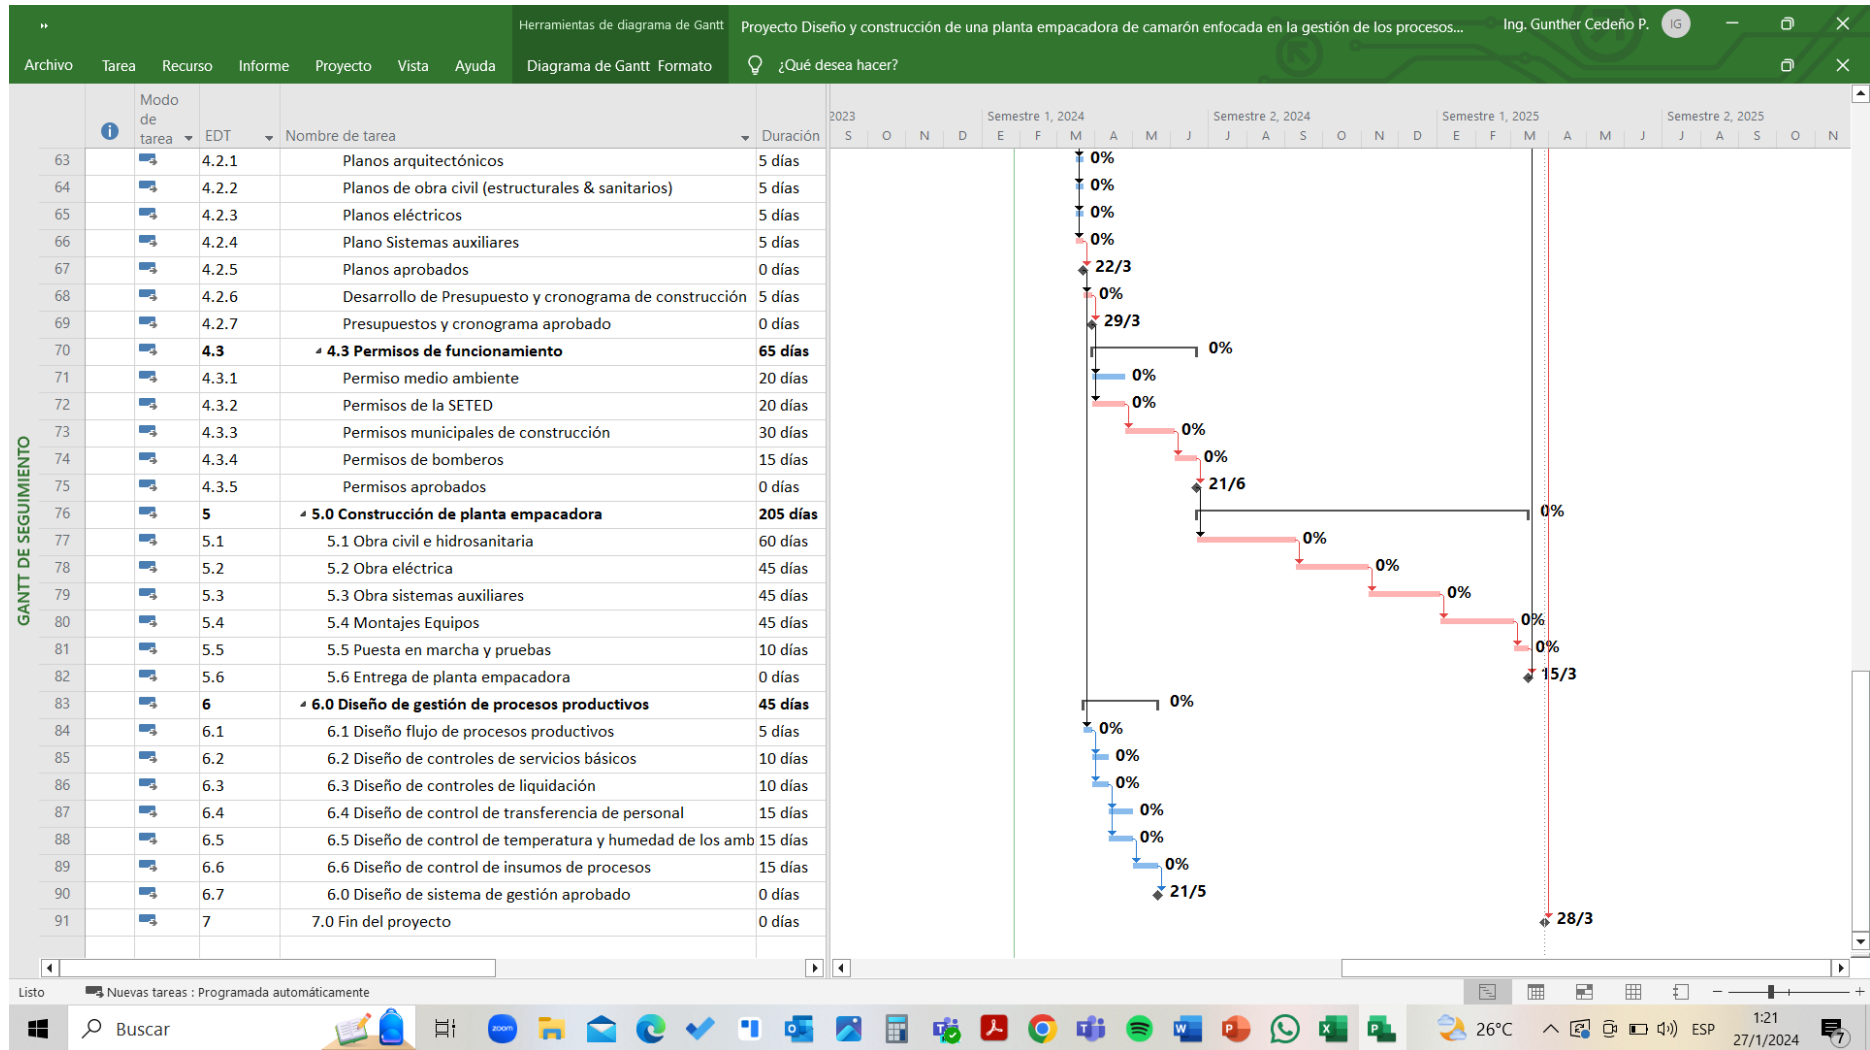 Herramientas de diagrama de Gantt
Proyecto Diseño y construcción de una planta empacadora de camarón enfocada en la gestión de los procesos...
Ing. Gunther Cedeño P.
IG
Archivo Tarea Recurso Informe Proyecto Vista Ayuda Diagrama de Gantt Formato ¿Qué desea hacer?
Modo de tarea EDT Nombre de tarea Duración
2023 Semestre 1, 2024 Semestre 2, 2024 Semestre 1, 2025 Semestre 2, 2025
S O N D E F M A M J J A S O N D E F M A M J J A S O N
63 4.2.1 Planos arquitectónicos 5 días 0%
64 4.2.2 Planos de obra civil (estructurales & sanitarios) 5 días 0%
65 4.2.3 Planos eléctricos 5 días 0%
66 4.2.4 Plano Sistemas auxiliares 5 días 0%
67 4.2.5 Planos aprobados 0 días 22/3
68 4.2.6 Desarrollo de Presupuesto y cronograma de construcción 5 días 0%
69 4.2.7 Presupuestos y cronograma aprobado 0 días 29/3
70 4.3 4.3 Permisos de funcionamiento 65 días 0%
71 4.3.1 Permiso medio ambiente 20 días 0%
72 4.3.2 Permisos de la SETED 20 días 0%
73 4.3.3 Permisos municipales de construcción 30 días 0%
74 4.3.4 Permisos de bomberos 15 días 0%
75 4.3.5 Permisos aprobados 0 días 21/6
76 5 5.0 Construcción de planta empacadora 205 días 0%
77 5.1 5.1 Obra civil e hidrosanitaria 60 días 0%
78 5.2 5.2 Obra eléctrica 45 días 0%
79 5.3 5.3 Obra sistemas auxiliares 45 días 0%
80 5.4 5.4 Montajes Equipos 45 días 0%
81 5.5 5.5 Puesta en marcha y pruebas 10 días 0%
82 5.6 5.6 Entrega de planta empacadora 0 días 15/3
83 6 6.0 Diseño de gestión de procesos productivos 45 días 0%
84 6.1 6.1 Diseño flujo de procesos productivos 5 días 0%
85 6.2 6.2 Diseño de controles de servicios básicos 10 días 0%
86 6.3 6.3 Diseño de controles de liquidación 10 días 0%
87 6.4 6.4 Diseño de control de transferencia de personal 15 días 0%
88 6.5 6.5 Diseño de control de temperatura y humedad de los amb 15 días 0%
89 6.6 6.6 Diseño de control de insumos de procesos 15 días 0%
90 6.7 6.0 Diseño de sistema de gestión aprobado 0 días 21/5
91 7 7.0 Fin del proyecto 0 días 28/3
GANTT DE SEGUIMIENTO
Listo Nuevas tareas : Programada automáticamente
Buscar zoom 26°C ESP 1:21
27/1/2024 7